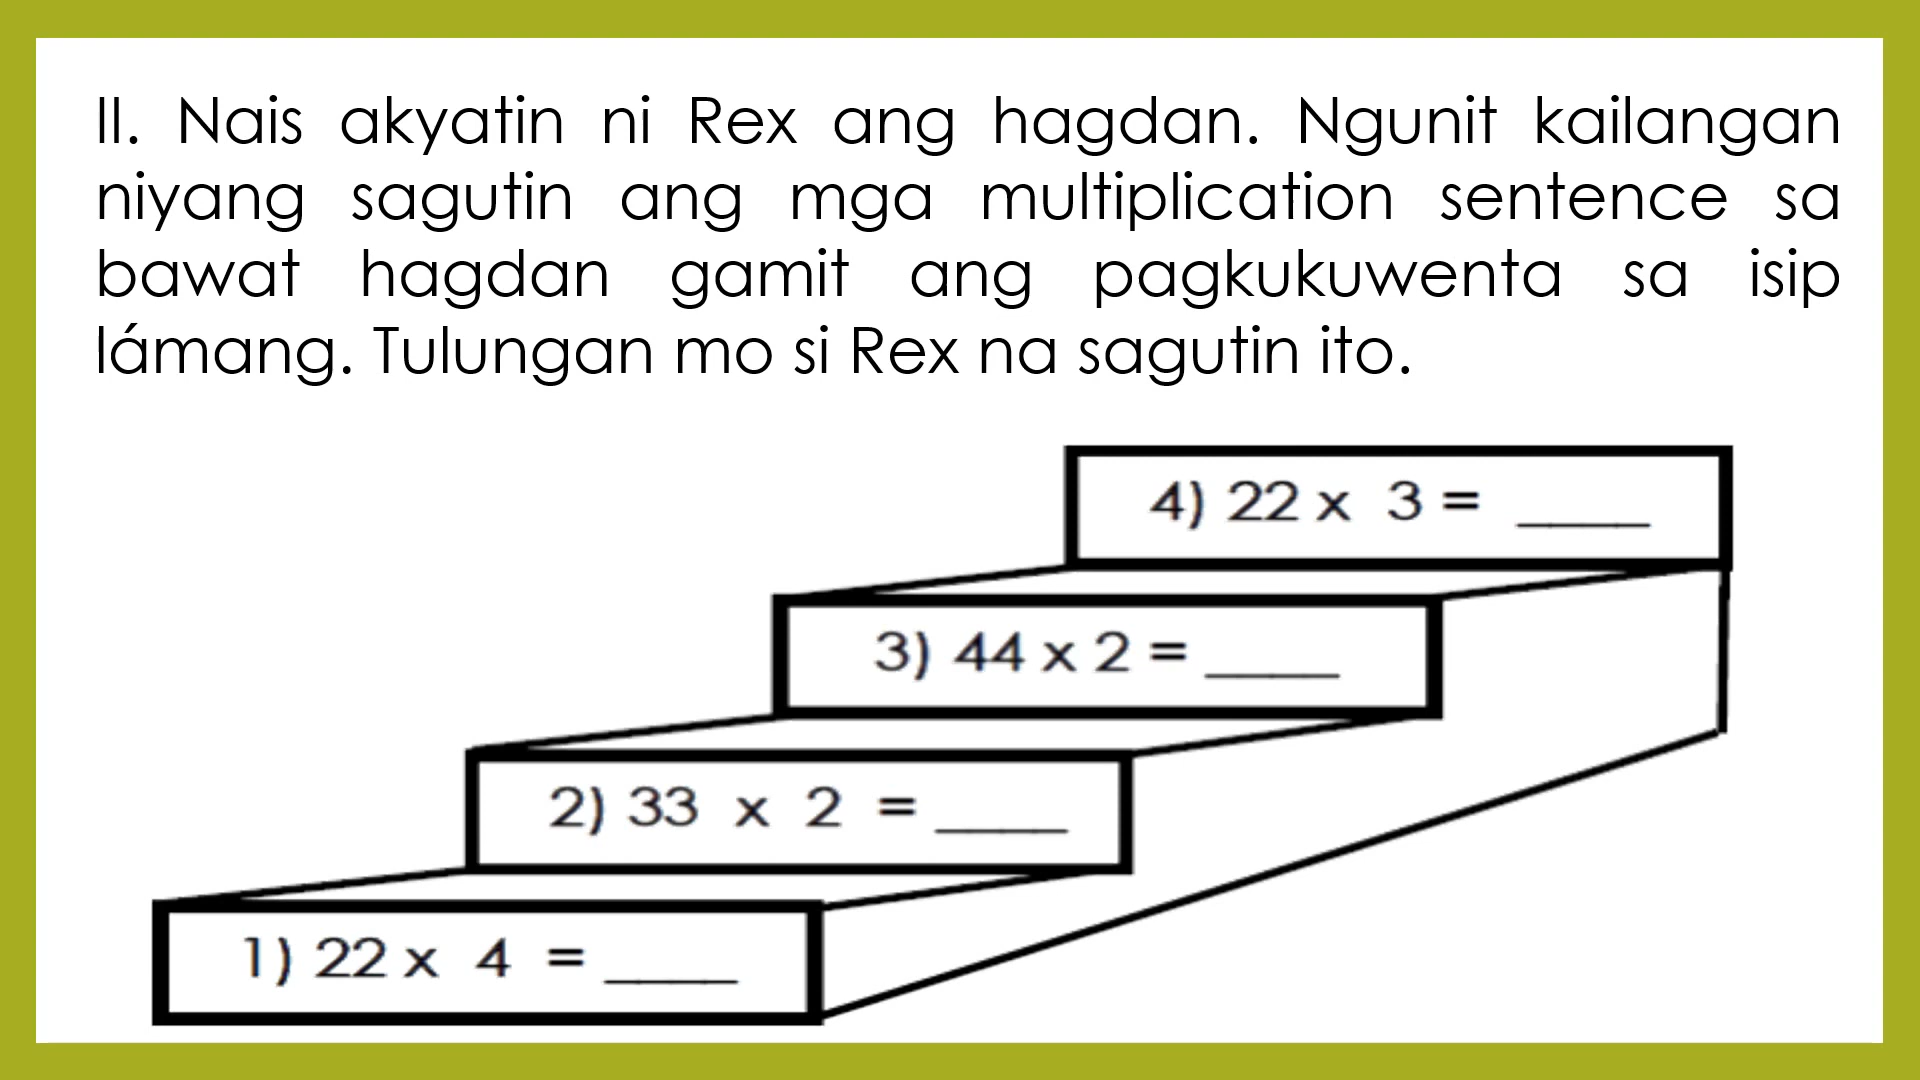 II. Nais akyatin ni Rex ang hagdan. Ngunit kailangan
niyang sagutin ang mga multiplication sentence sa
bawat hagdan gamit ang pagkukuwenta sa isip
lámang. Tulungan mo si Rex na sagutin ito.
4) 22 x 3 = ____
3) 44 x 2 = ____
2) 33 x 2 = ____
1) 22 x 4 = ____